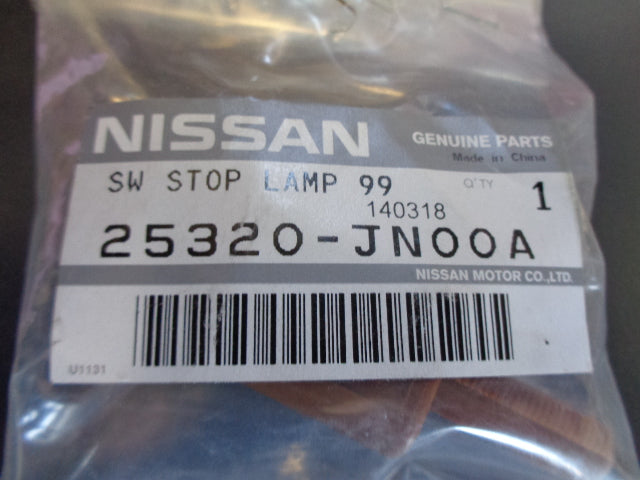 NISSAN GENUINE PARTS
Made in China
SW STOP LAMP 99 Q'TY 1
140318
25320-JN00A
NISSAN MOTOR CO.,LTD.
U1131